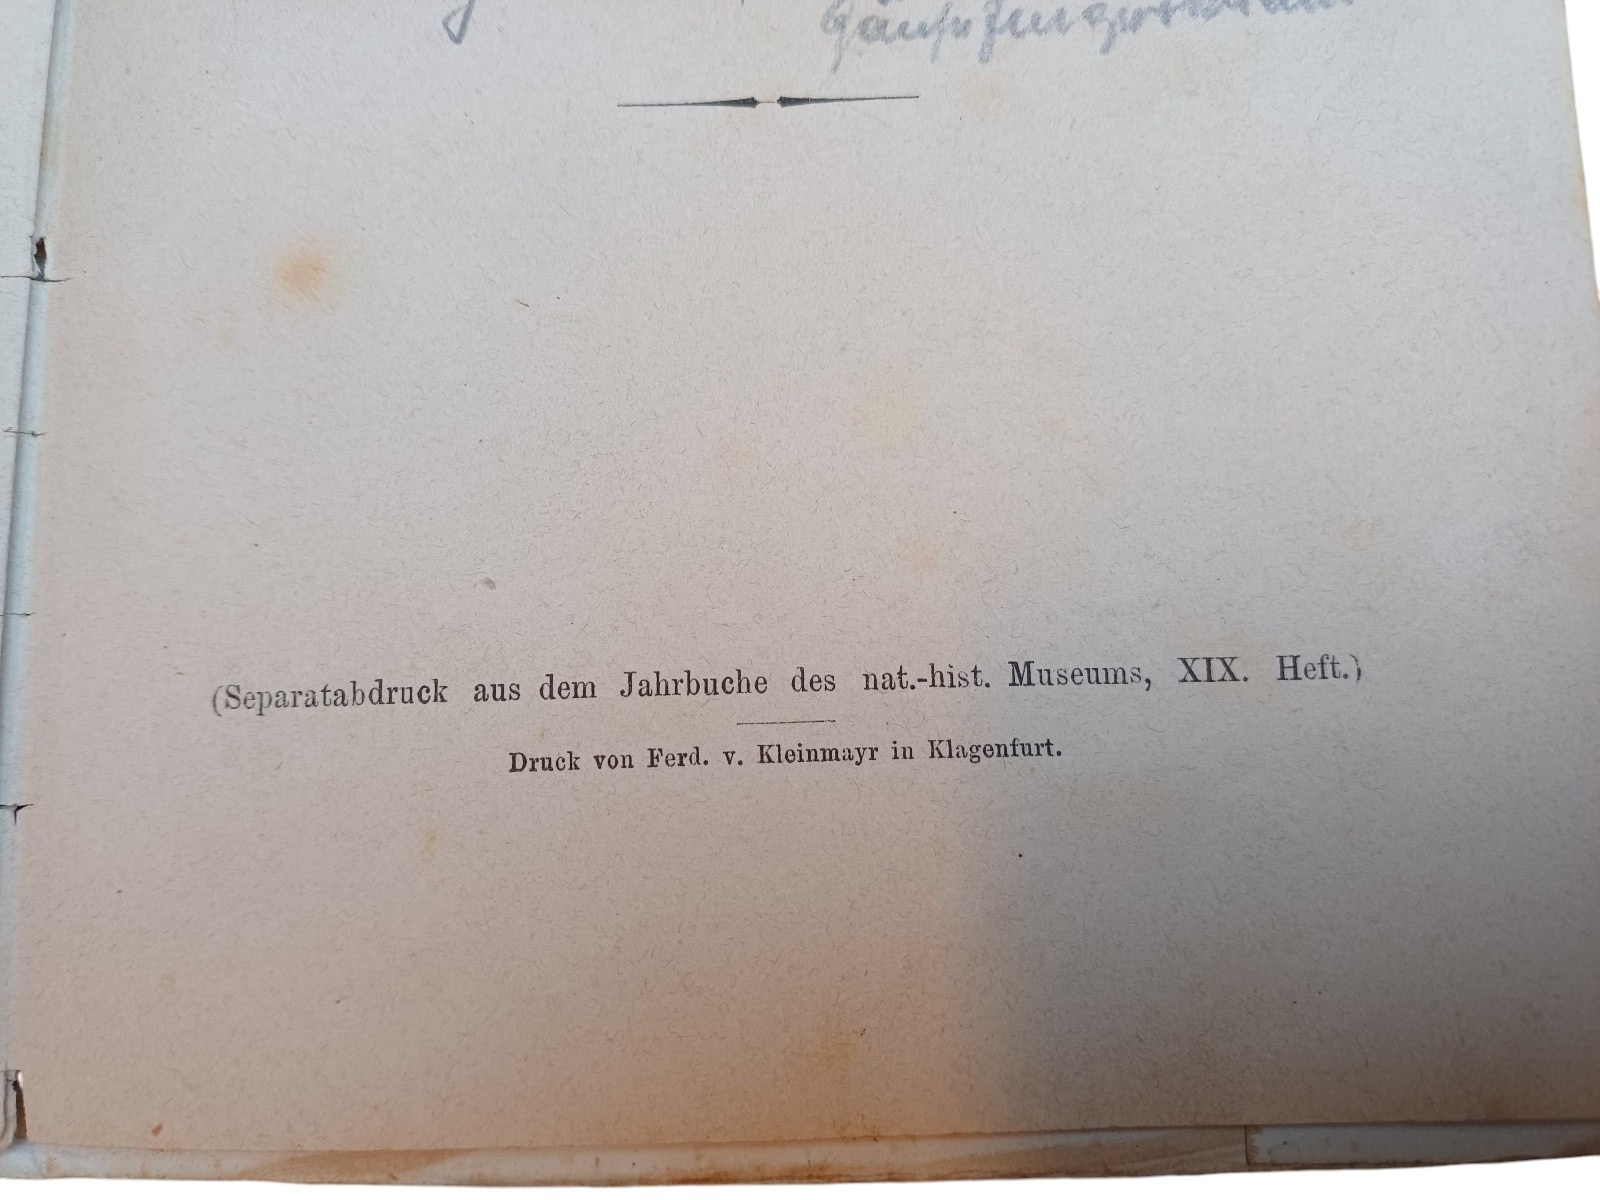 (Separatabdruck aus dem Jahrbuche des nat.-hist. Museums, XIX. Heft.)
Druck von Ferd. v. Kleinmayr in Klagenfurt.